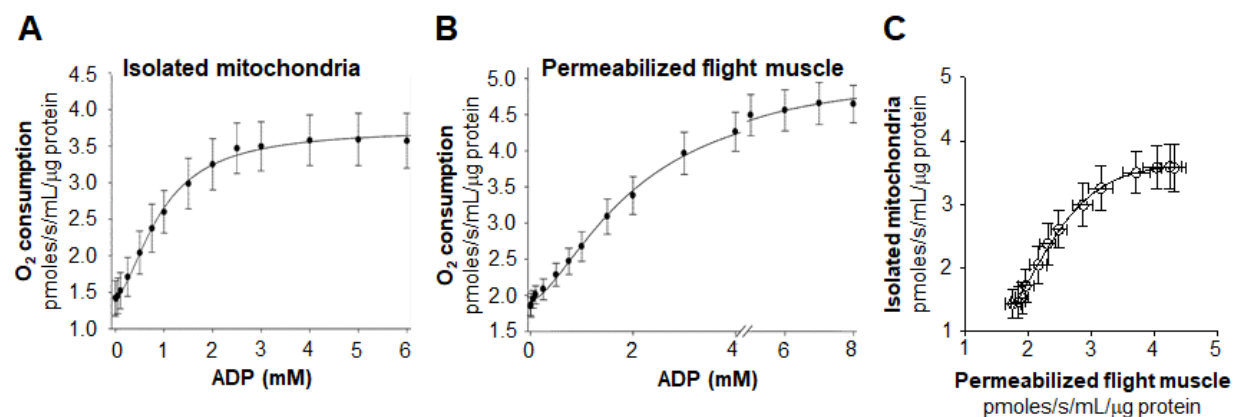 A
Isolated mitochondria
O2 consumption
pmoles/s/mL/µg protein
4.5
4.0
3.5
3.0
2.5
2.0
1.5
1.0
0 1 2 3 4 5 6
ADP (mM)
B
Permeabilized flight muscle
O2 consumption
pmoles/s/mL/µg protein
5.0
4.5
4.0
3.5
3.0
2.5
2.0
1.5
0 2 4 6 8
ADP (mM)
C
Isolated mitochondria
pmoles/s/mL/µg protein
5
4
3
2
1
1 2 3 4 5
Permeabilized flight muscle
pmoles/s/mL/µg protein